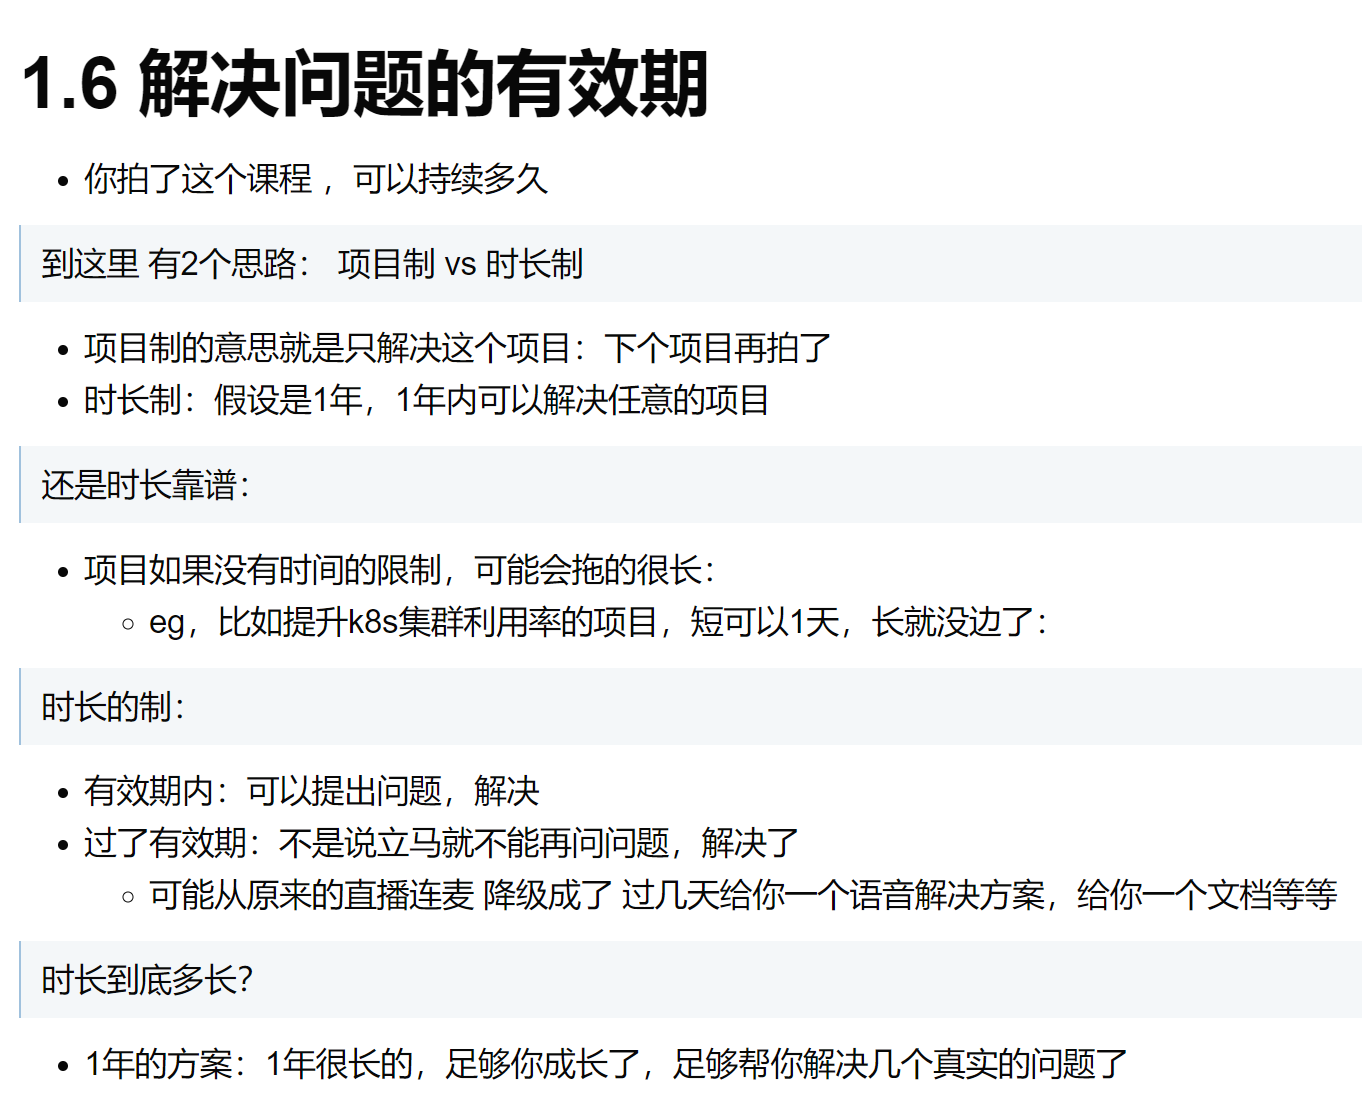 1.6 解决问题的有效期
你拍了这个课程 ，可以持续多久
到这里 有2个思路： 项目制 vs 时长制
项目制的意思就是只解决这个项目：下个项目再拍了
时长制：假设是1年，1年内可以解决任意的项目
还是时长靠谱：
项目如果没有时间的限制，可能会拖的很长：
eg，比如提升k8s集群利用率的项目，短可以1天，长就没边了：
时长的制：
有效期内：可以提出问题，解决
过了有效期：不是说立马就不能再问问题，解决了
可能从原来的直播连麦 降级成了 过几天给你一个语音解决方案，给你一个文档等等
时长到底多长？
1年的方案：1年很长的，足够你成长了，足够帮你解决几个真实的问题了